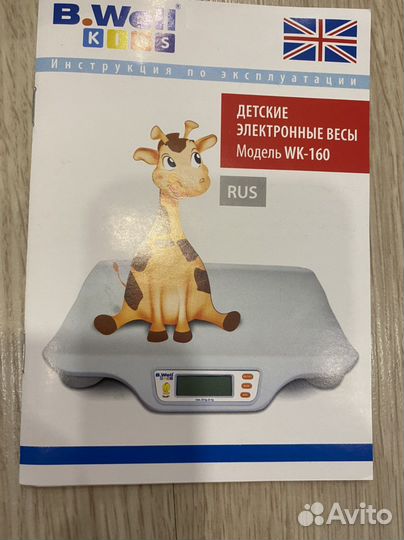 B.Well
KIDS
Инструкция по эксплуатации
ДЕТСКИЕ
ЭЛЕКТРОННЫЕ ВЕСЫ
Модель WK-160
RUS
B.Well
Avito